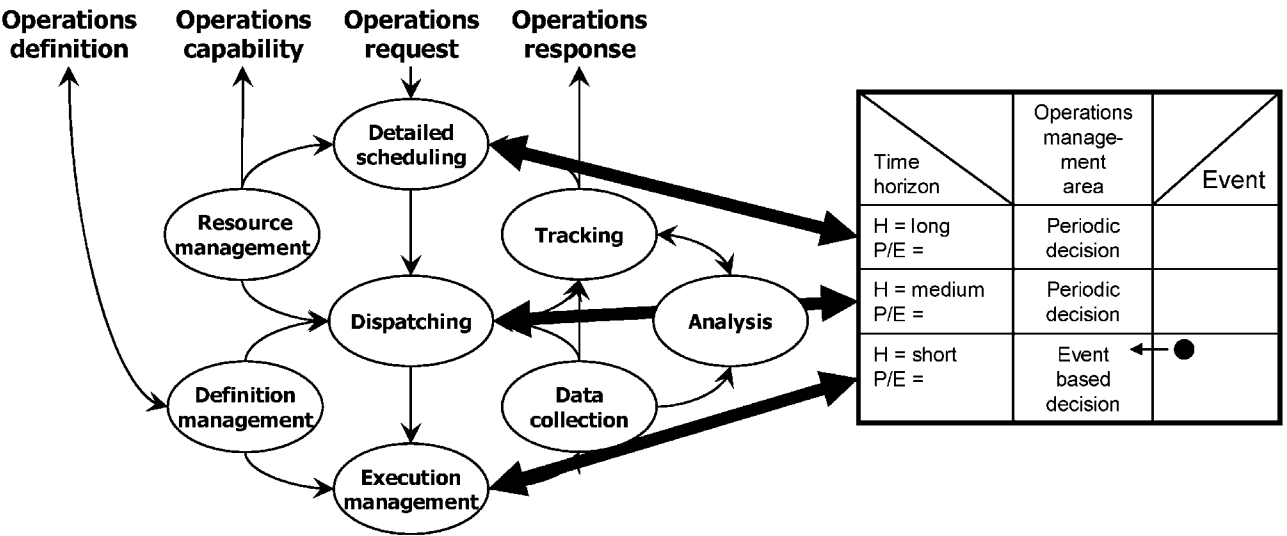 Operations
definition
Operations
capability
Operations
request
Operations
response
Detailed
scheduling
Resource
management
Tracking
Dispatching
Analysis
Definition
management
Data
collection
Execution
management
Time
horizon
Operations
manage-
ment
area
Event
H = long
P/E =
Periodic
decision
H = medium
P/E =
Periodic
decision
H = short
P/E =
Event
based
decision